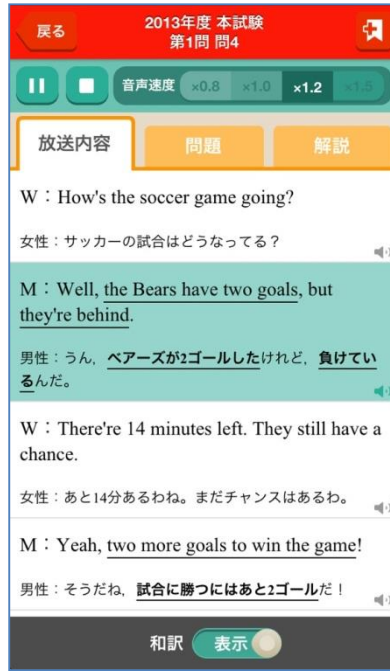 戻る
2013年度 本試験
第1問 問4
音声速度 ×0.8 ×1.0 ×1.2 ×1.5
放送内容 問題 解説
W：How's the soccer game going?
女性：サッカーの試合はどうなってる？
M：Well, the Bears have two goals, but
they're behind.
男性：うん，ベアーズが2ゴールしたけれど，負けてい
るんだ。
W：There're 14 minutes left. They still have a
chance.
女性：あと14分あるわね。まだチャンスはあるわ。
M：Yeah, two more goals to win the game!
男性：そうだね，試合に勝つにはあと2ゴールだ！
和訳 表示